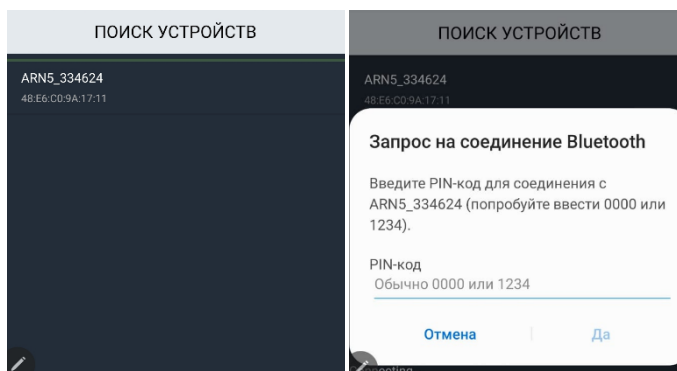 ПОИСК УСТРОЙСТВ
ARN5_334624
48:E6:C0:9A:17:11
ПОИСК УСТРОЙСТВ
ARN5_334624
48:E6:C0:9A:17:11
Запрос на соединение Bluetooth
Введите PIN-код для соединения с
ARN5_334624 (попробуйте ввести 0000 или
1234).
PIN-код
Обычно 0000 или 1234
Отмена Да